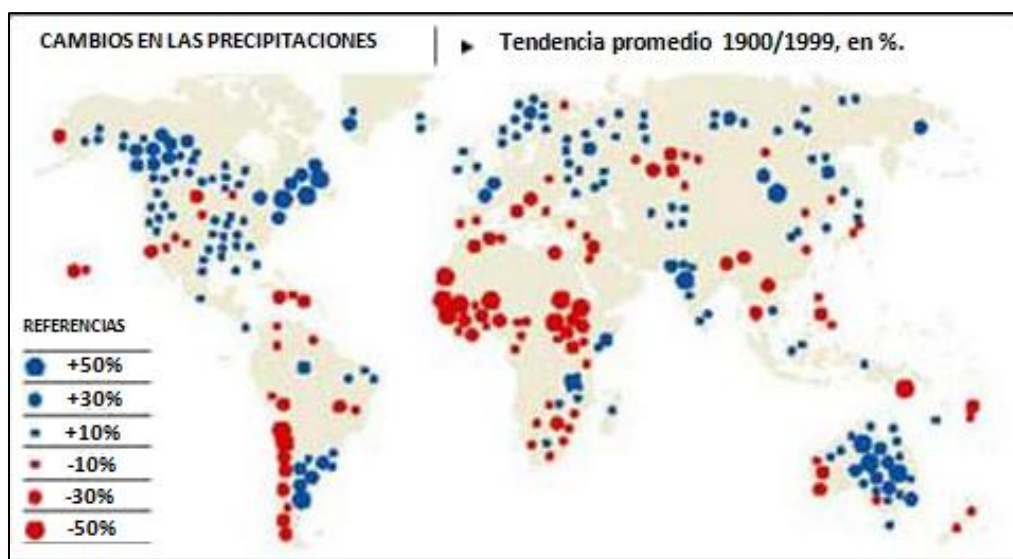 CAMBIOS EN LAS PRECIPITACIONES
Tendencia promedio 1900/1999, en %.
REFERENCIAS
+50%
+30%
+10%
-10%
-30%
-50%